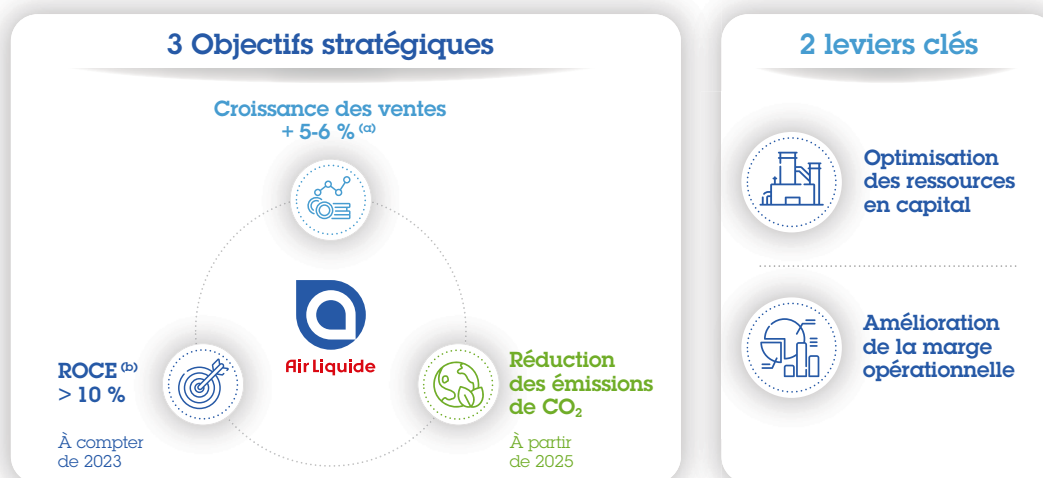 3 Objectifs stratégiques
Croissance des ventes
+ 5-6 % (a)
Air Liquide
ROCE (b)
> 10 %
À compter
de 2023
Réduction
des émissions
de CO₂
À partir
de 2025
2 leviers clés
Optimisation
des ressources
en capital
Amélioration
de la marge
opérationnelle